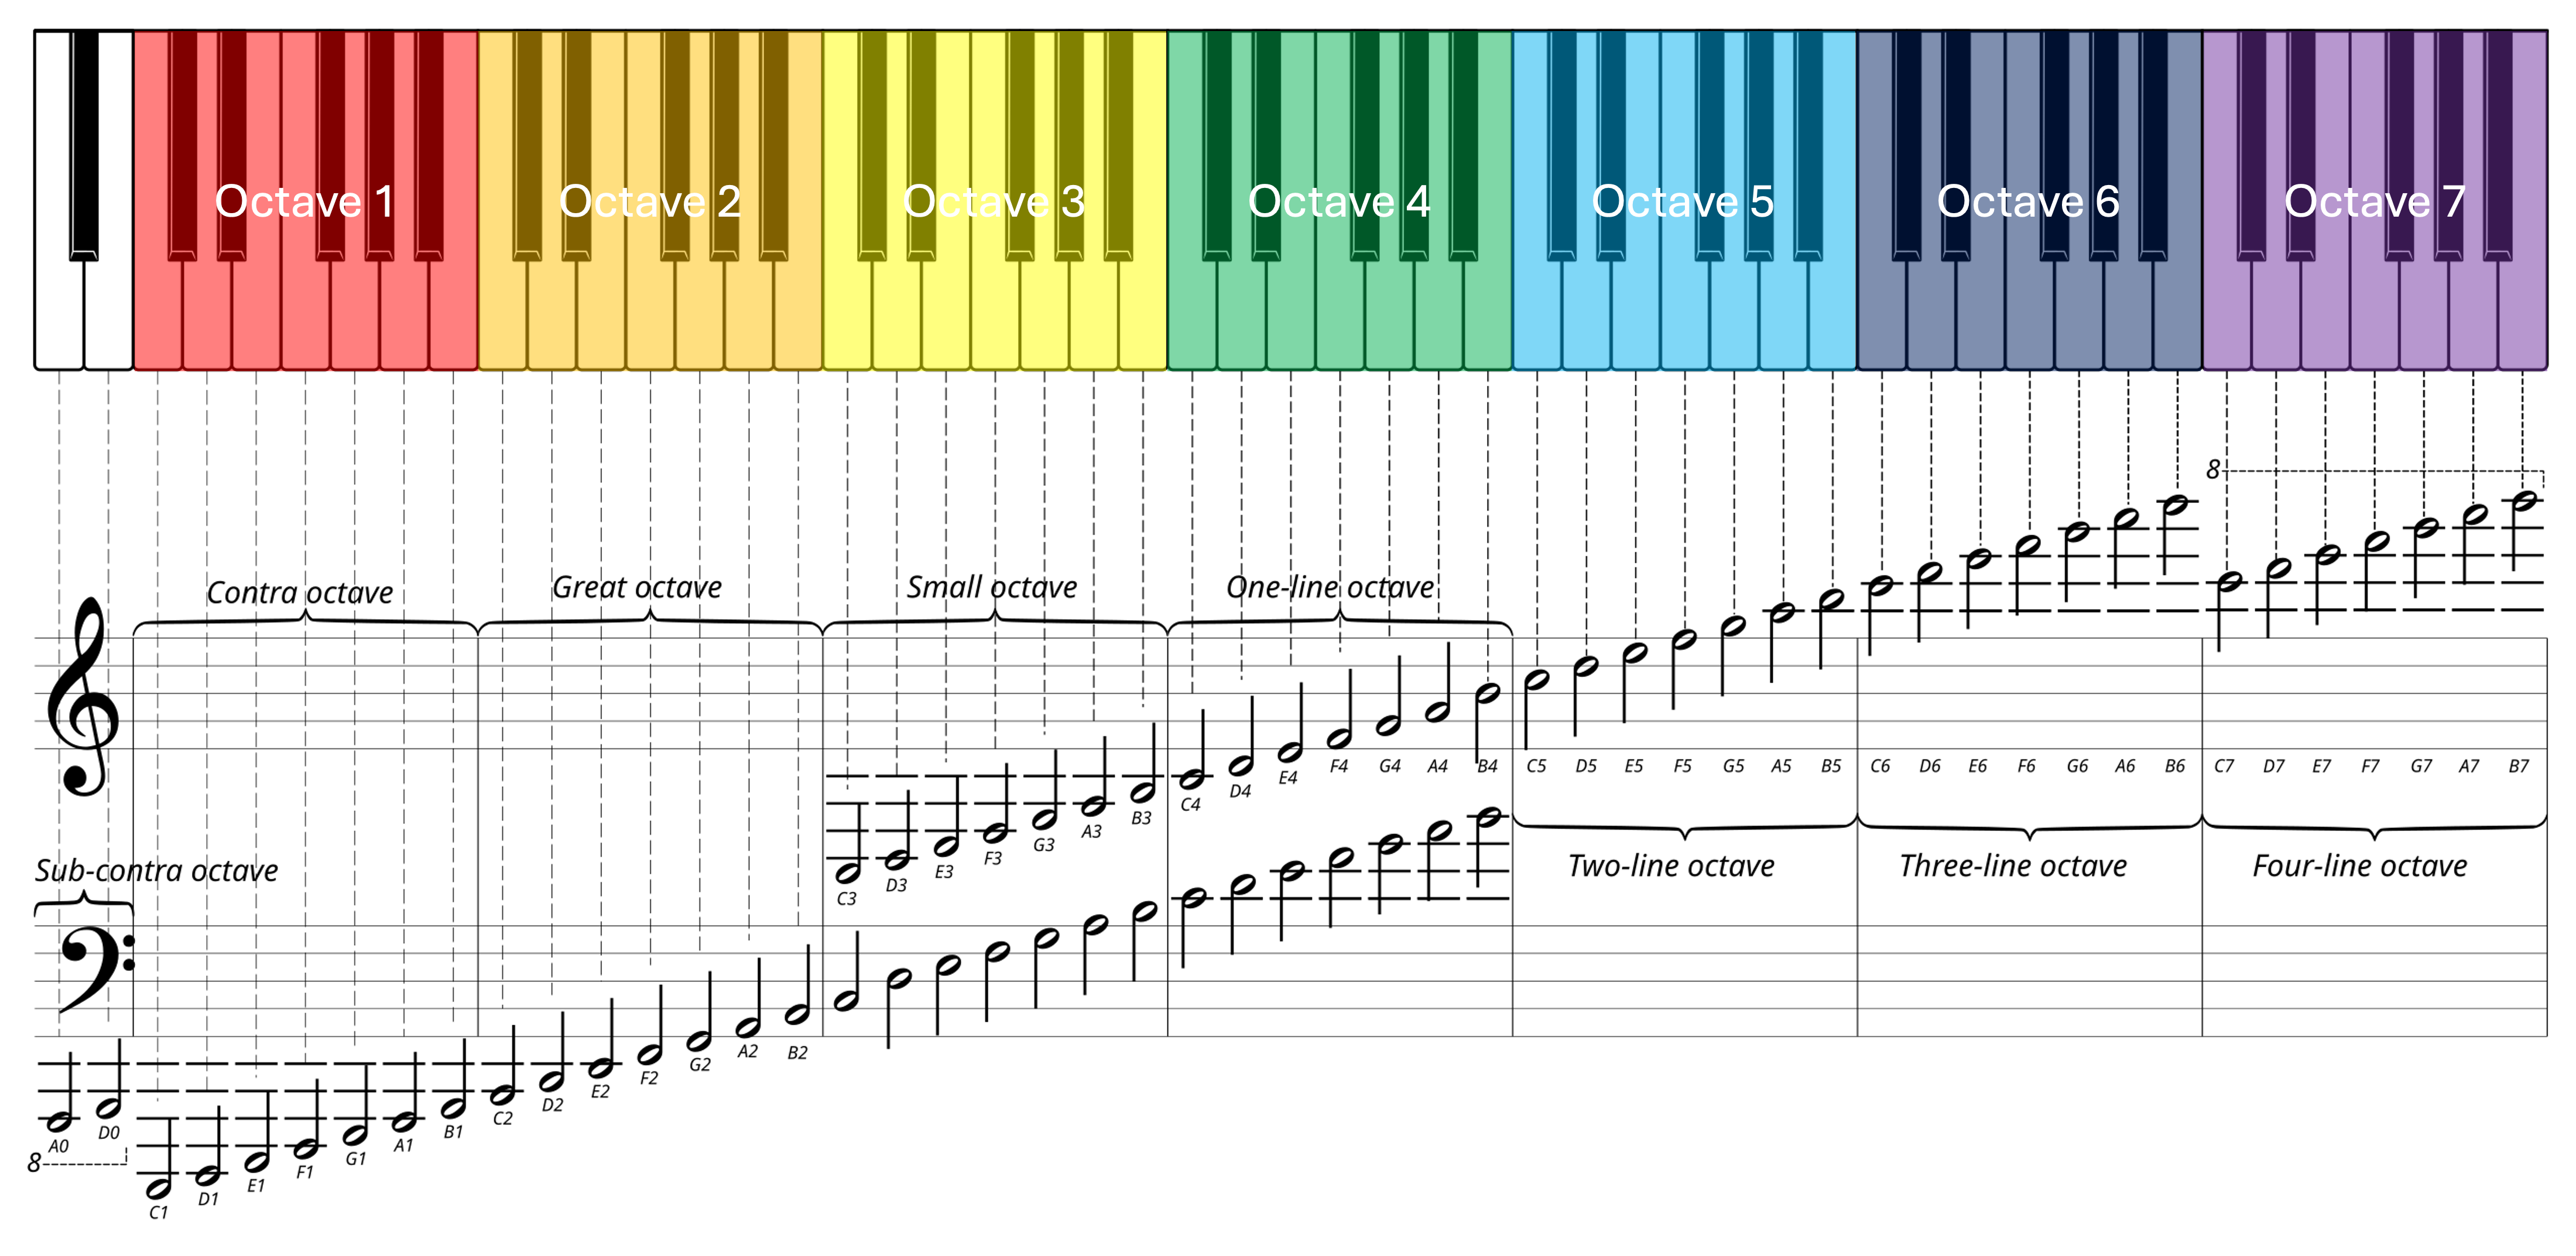 Octave 1 Octave 2 Octave 3 Octave 4 Octave 5 Octave 6 Octave 7
8
Contra octave Great octave Small octave One-line octave
C5 D5 E5 F5 G5 A5 B5 C6 D6 E6 F6 G6 A6 B6 C7 D7 E7 F7 G7 A7 B7
C3 D3 E3 F3 G3 A3 B3 C4 D4 E4 F4 G4 A4 B4
Sub-contra octave Two-line octave Three-line octave Four-line octave
A0 D0
8
C1 D1 E1 F1 G1 A1 B1 C2 D2 E2 F2 G2 A2 B2